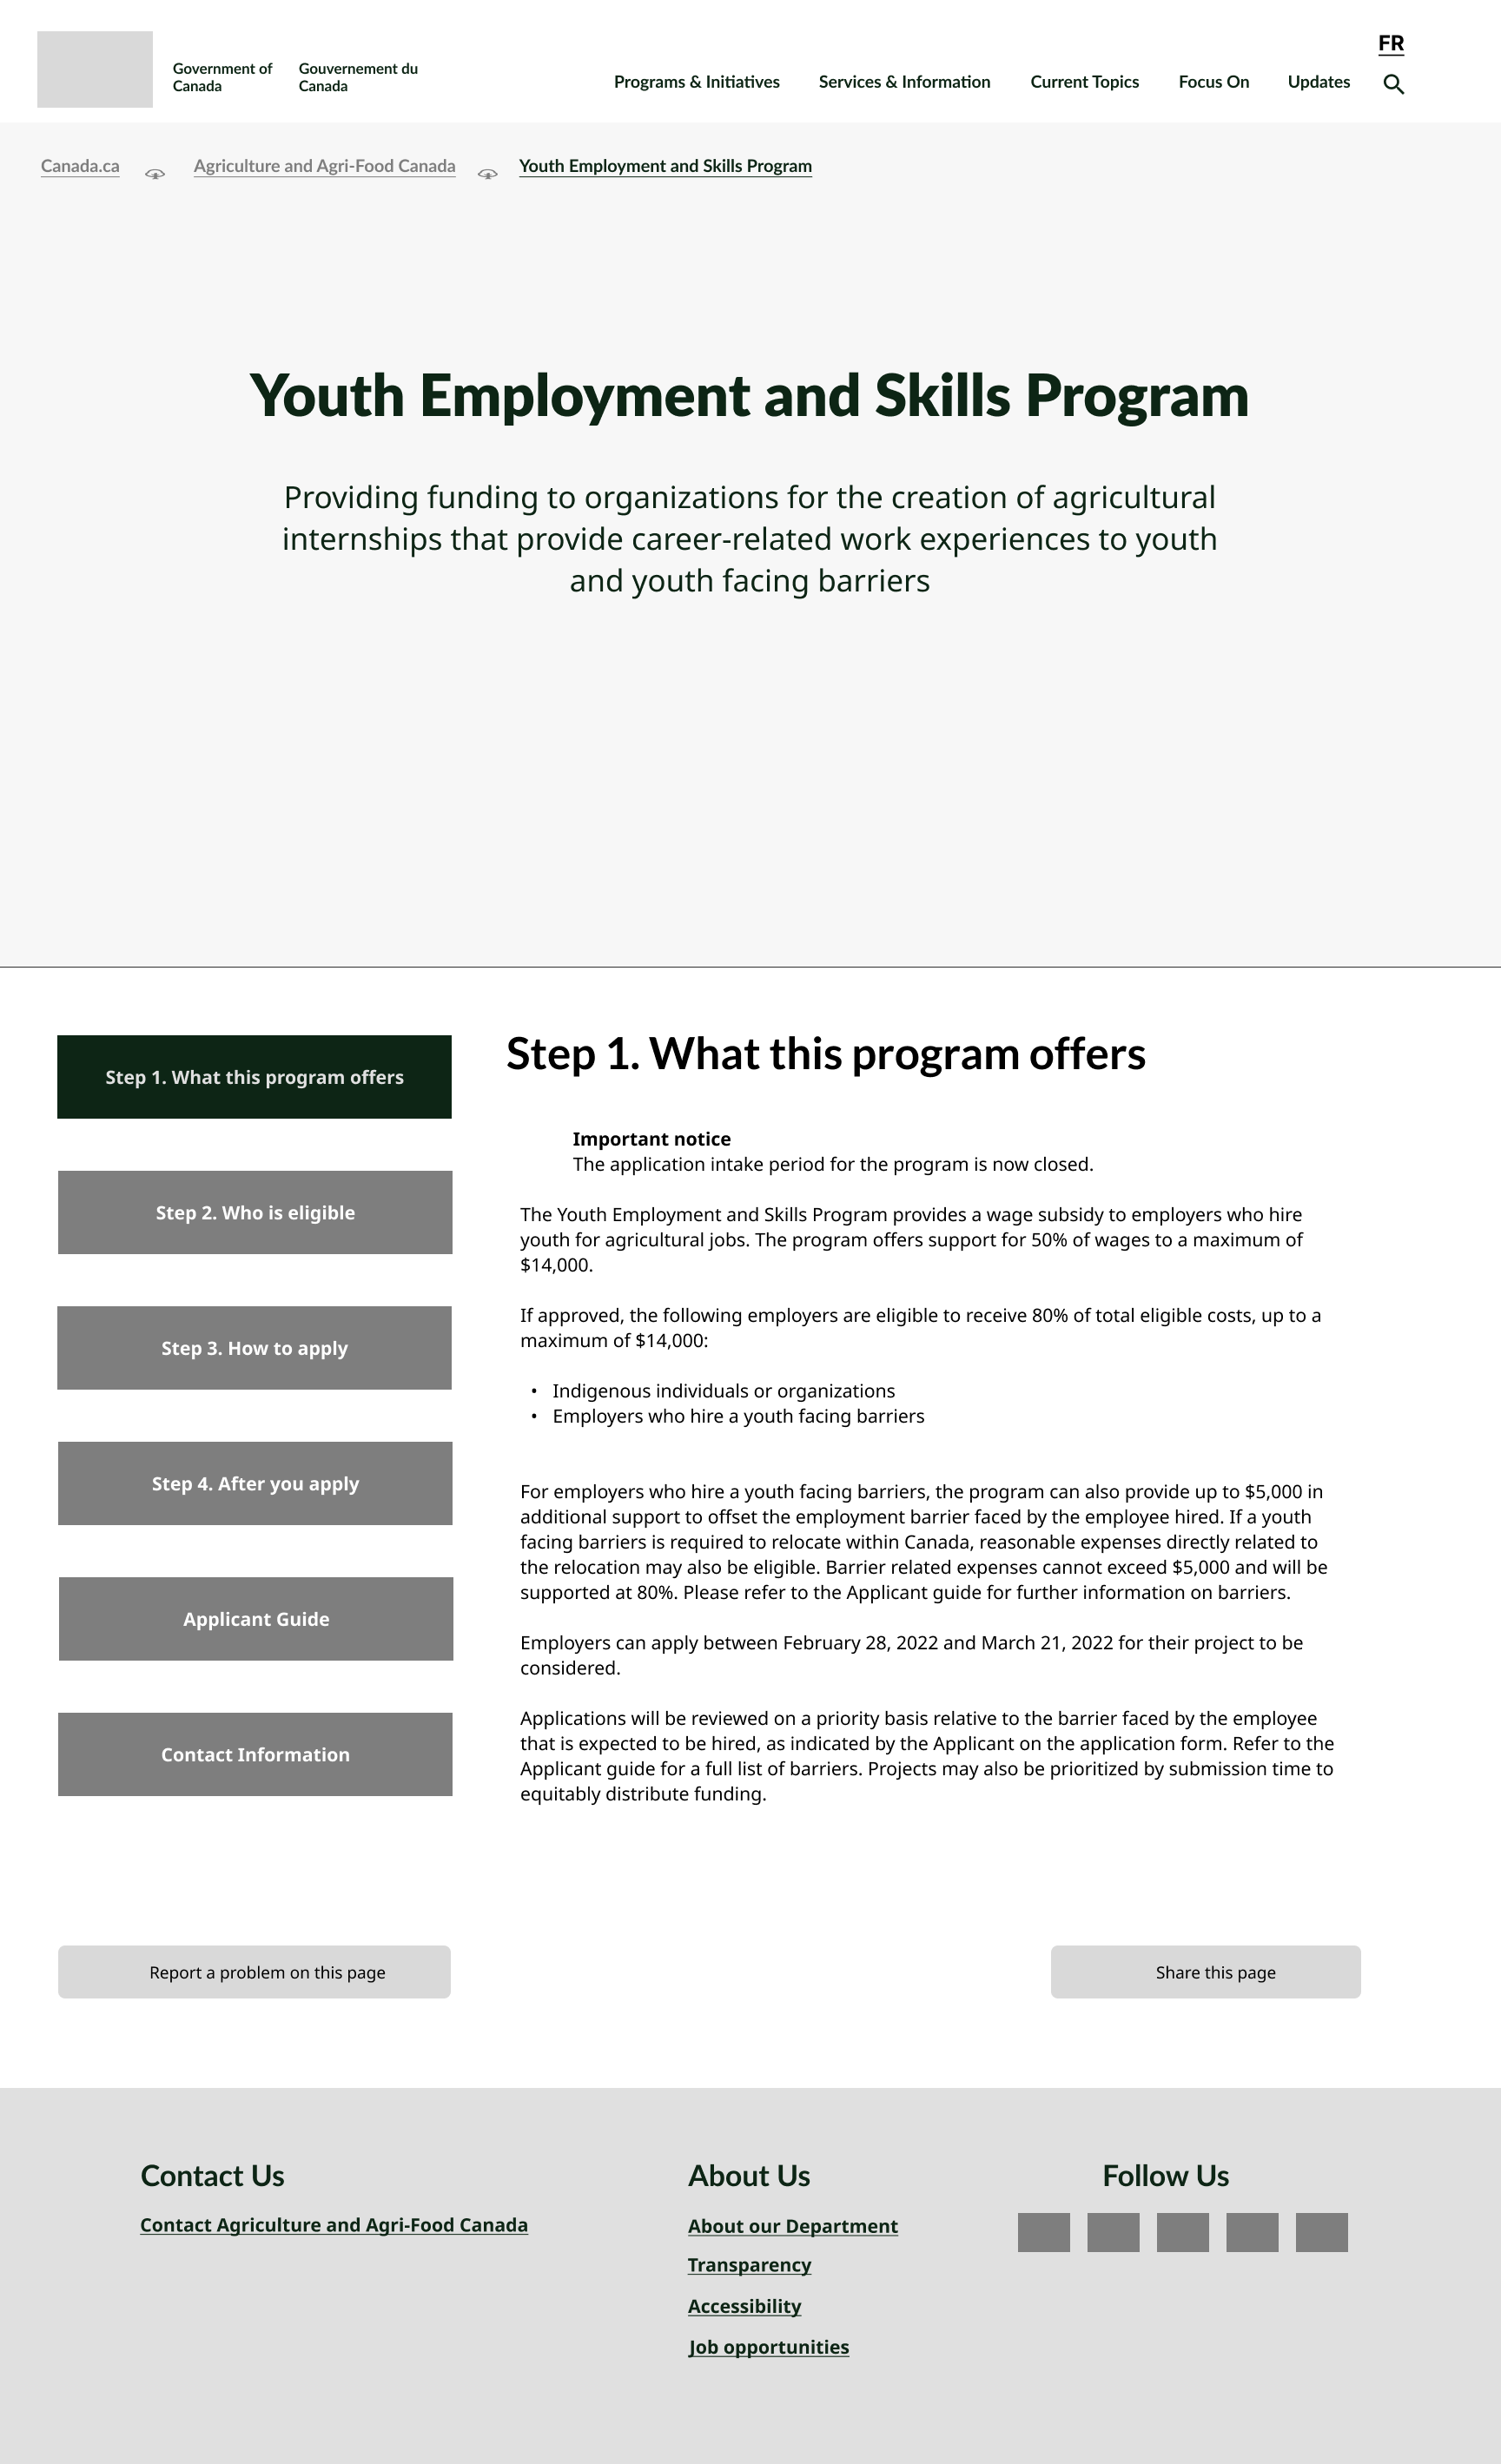 Government of
Canada
Gouvernement du
Canada
FR
Programs & Initiatives
Services & Information
Current Topics
Focus On
Updates
Canada.ca
Agriculture and Agri-Food Canada
Youth Employment and Skills Program
Youth Employment and Skills Program
Providing funding to organizations for the creation of agricultural
internships that provide career-related work experiences to youth
and youth facing barriers
Step 1. What this program offers
Step 2. Who is eligible
Step 3. How to apply
Step 4. After you apply
Applicant Guide
Contact Information
Step 1. What this program offers
Important notice
The application intake period for the program is now closed.
The Youth Employment and Skills Program provides a wage subsidy to employers who hire
youth for agricultural jobs. The program offers support for 50% of wages to a maximum of
$14,000.
If approved, the following employers are eligible to receive 80% of total eligible costs, up to a
maximum of $14,000:
• Indigenous individuals or organizations
• Employers who hire a youth facing barriers
For employers who hire a youth facing barriers, the program can also provide up to $5,000 in
additional support to offset the employment barrier faced by the employee hired. If a youth
facing barriers is required to relocate within Canada, reasonable expenses directly related to
the relocation may also be eligible. Barrier related expenses cannot exceed $5,000 and will be
supported at 80%. Please refer to the Applicant guide for further information on barriers.
Employers can apply between February 28, 2022 and March 21, 2022 for their project to be
considered.
Applications will be reviewed on a priority basis relative to the barrier faced by the employee
that is expected to be hired, as indicated by the Applicant on the application form. Refer to the
Applicant guide for a full list of barriers. Projects may also be prioritized by submission time to
equitably distribute funding.
Report a problem on this page
Share this page
Contact Us
Contact Agriculture and Agri-Food Canada
About Us
About our Department
Transparency
Accessibility
Job opportunities
Follow Us